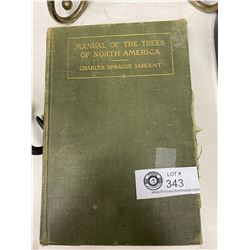 MANUAL OF THE TREES
OF NORTH AMERICA
CHARLES SPRAGUE SARGENT
LOT #
343